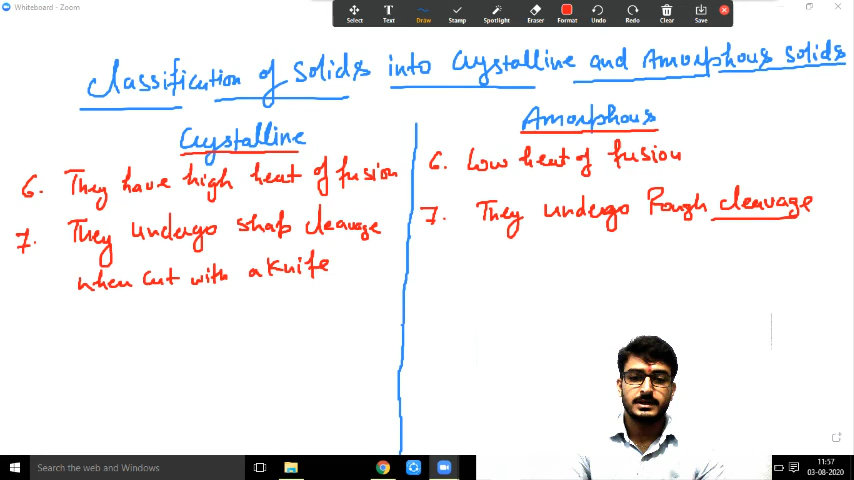 Whiteboard - Zoom
Select
Text
Draw
Stamp
Spotlight
Eraser
Format
Undo
Redo
Clear
Save
Classification of Solids into Crystalline and Amorphous solids
Crystalline
6. They have high heat of fusion
7. They undergo shap cleavage
when cut with a knife
Amorphous
6. Low heat of fusion
7. They undergo Rough cleavage
Search the web and Windows
11:57
03-08-2020